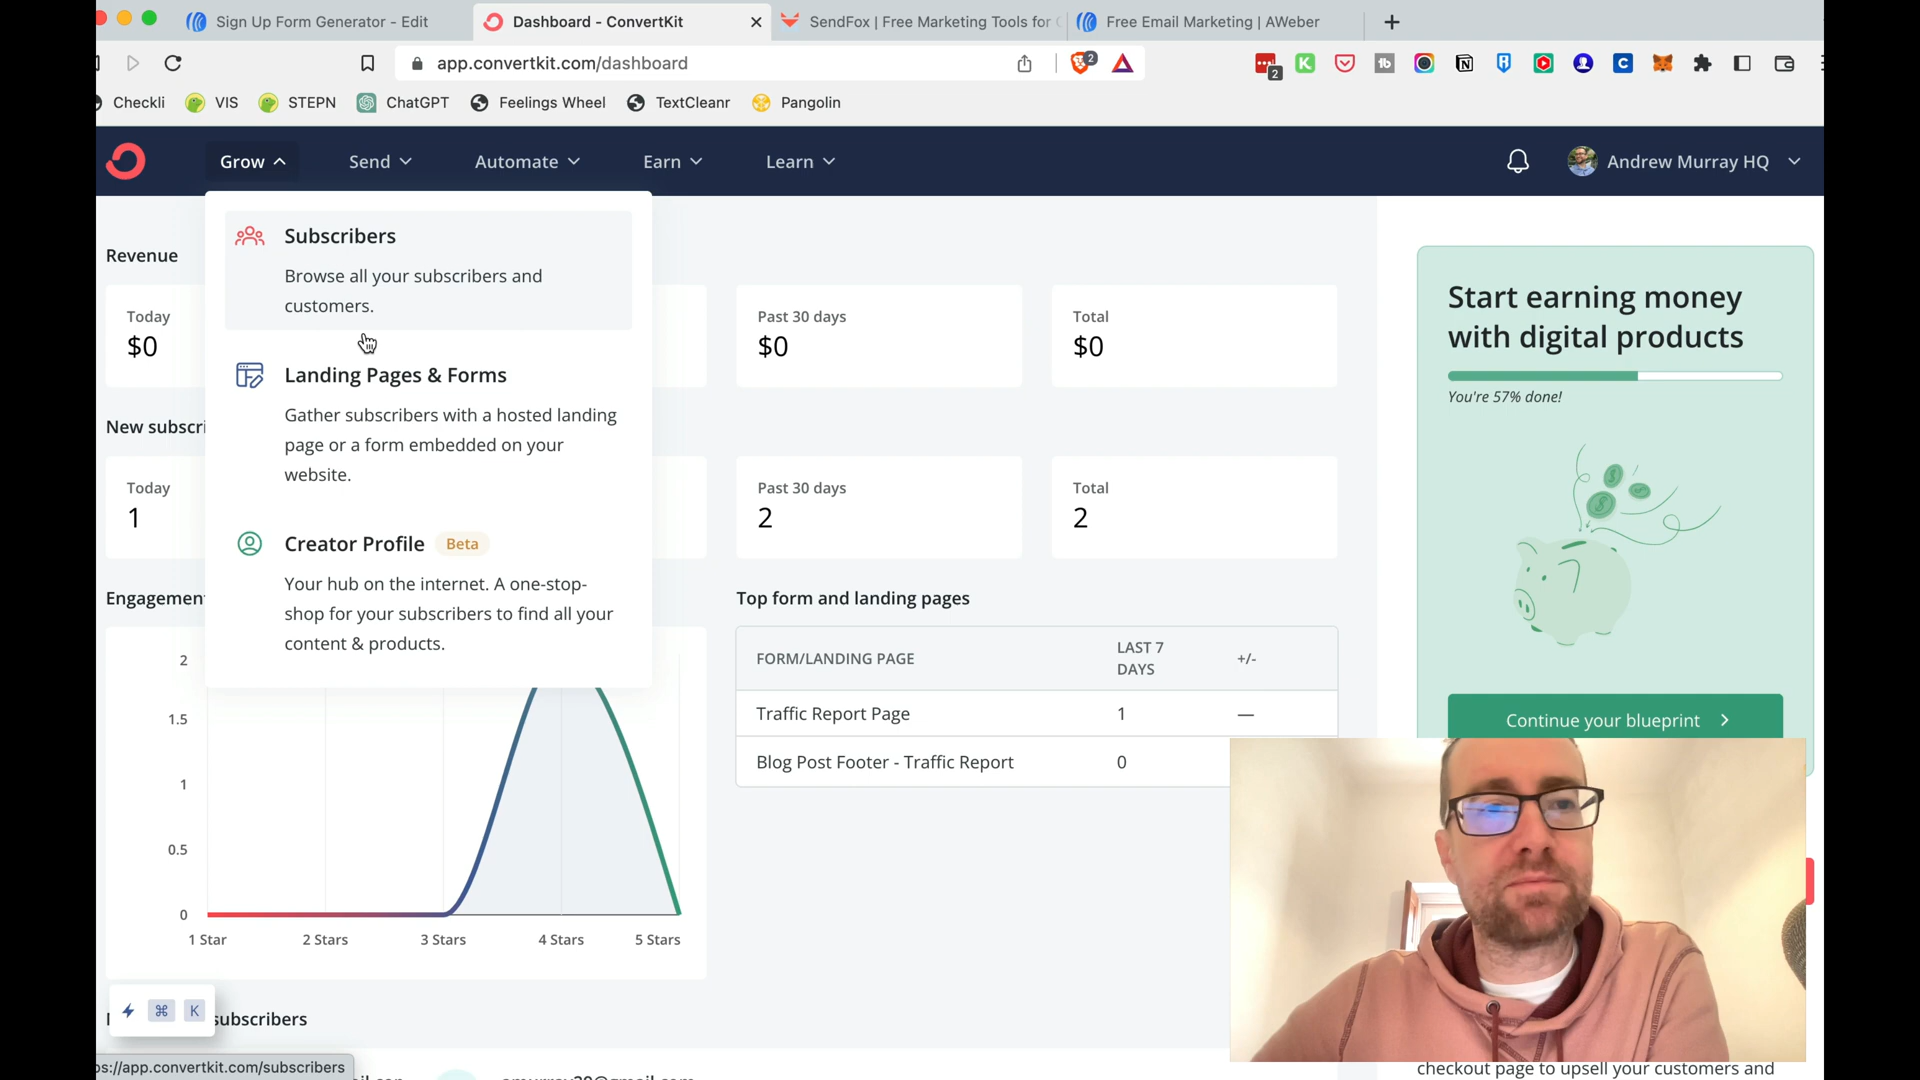 Sign Up Form Generator - Edit
Dashboard - ConvertKit
SendFox | Free Marketing Tools for
Free Email Marketing | AWeber
app.convertkit.com/dashboard
2
2
Checkli
VIS
STEPN
ChatGPT
Feelings Wheel
TextCleanr
Pangolin
Grow
Send
Automate
Earn
Learn
Andrew Murray HQ
Subscribers
Browse all your subscribers and
customers.
Landing Pages & Forms
Gather subscribers with a hosted landing
page or a form embedded on your
website.
Creator Profile
Beta
Your hub on the internet. A one-stop-
shop for your subscribers to find all your
content & products.
Revenue
Today
$0
Past 30 days
$0
Total
$0
New subscri
Today
1
Past 30 days
2
Total
2
Engagemen
2
1.5
1
0.5
0
1 Star
2 Stars
3 Stars
4 Stars
5 Stars
Top form and landing pages
FORM/LANDING PAGE
LAST 7
DAYS
+/-
Traffic Report Page
1
—
Blog Post Footer - Traffic Report
0
Start earning money
with digital products
You're 57% done!
Continue your blueprint
⌘ K
subscribers
os://app.convertkit.com/subscribers
checkout page to upsell your customers and